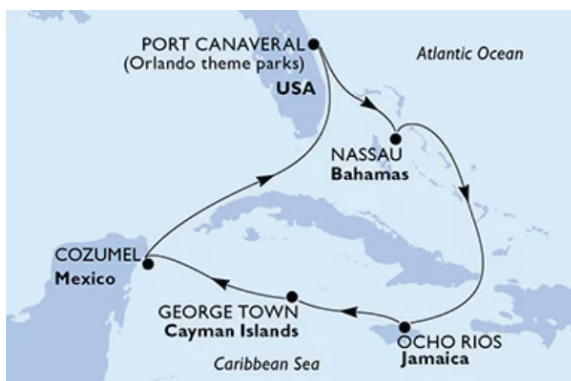 PORT CANAVERAL
(Orlando theme parks)
USA
Atlantic Ocean
NASSAU
Bahamas
COZUMEL
Mexico
GEORGE TOWN
Cayman Islands
OCHO RIOS
Jamaica
Caribbean Sea